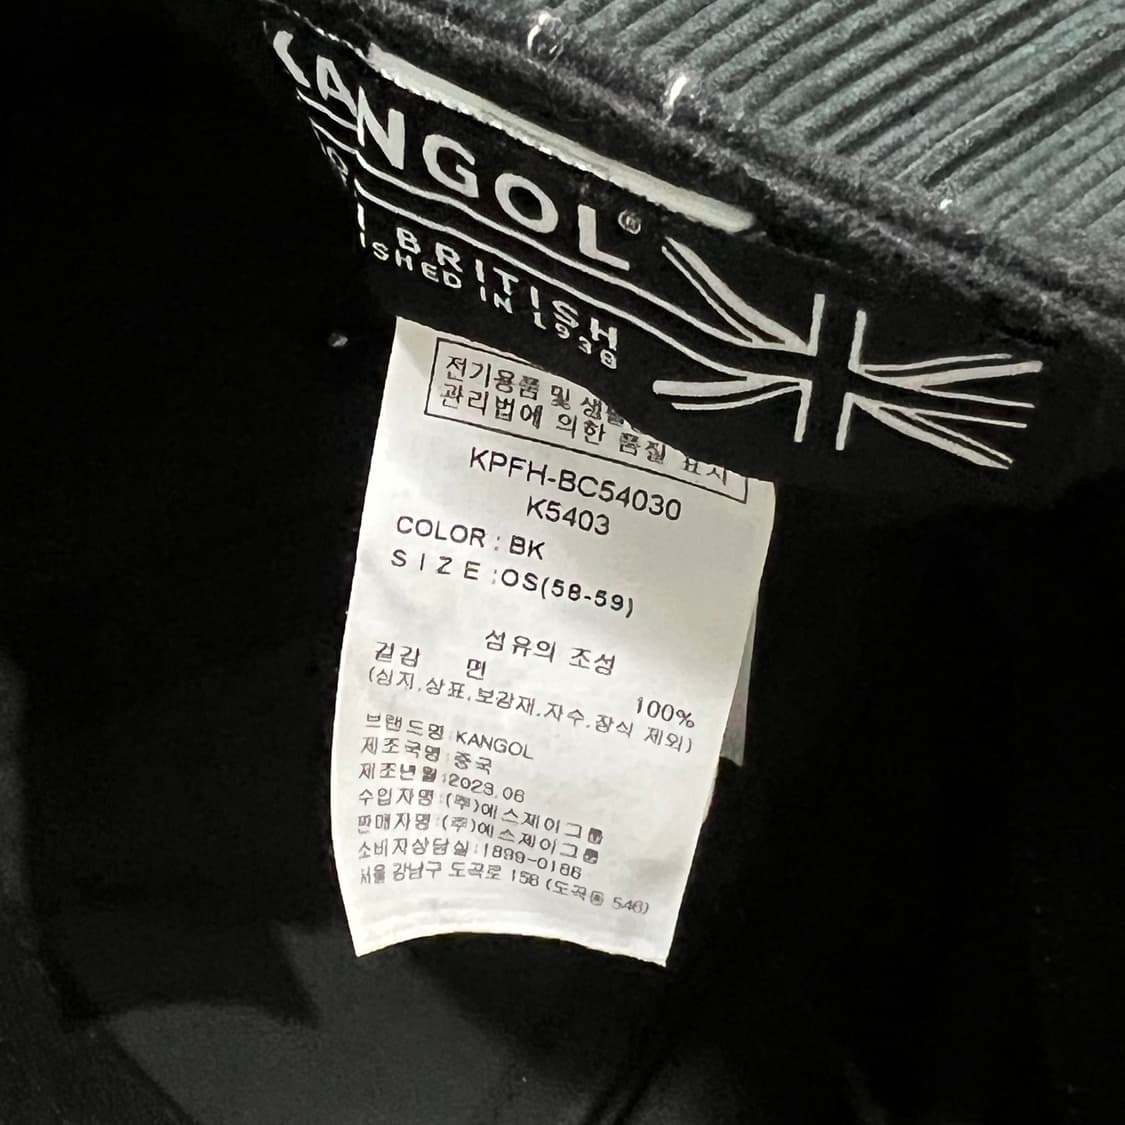 KANGOL®
BRITISH
ISHED IN 1938
전기용품 및
관리법에 의한 품질 표시
KPFH-BC54030
K5403
COLOR : BK
SIZE :OS(58-59)
섬유의 조성
겉감 면 100%
(심지.상표.보강재.자수.장식 제외)
브랜드명:KANGOL
제조국명:중국
제조년월:2023.06
수입자명:(주)에스제이그룹
판매자명:(주)에스제이그룹
소비자상담실:1899-0186
서울 강남구 도곡로 158 (도곡동 546)